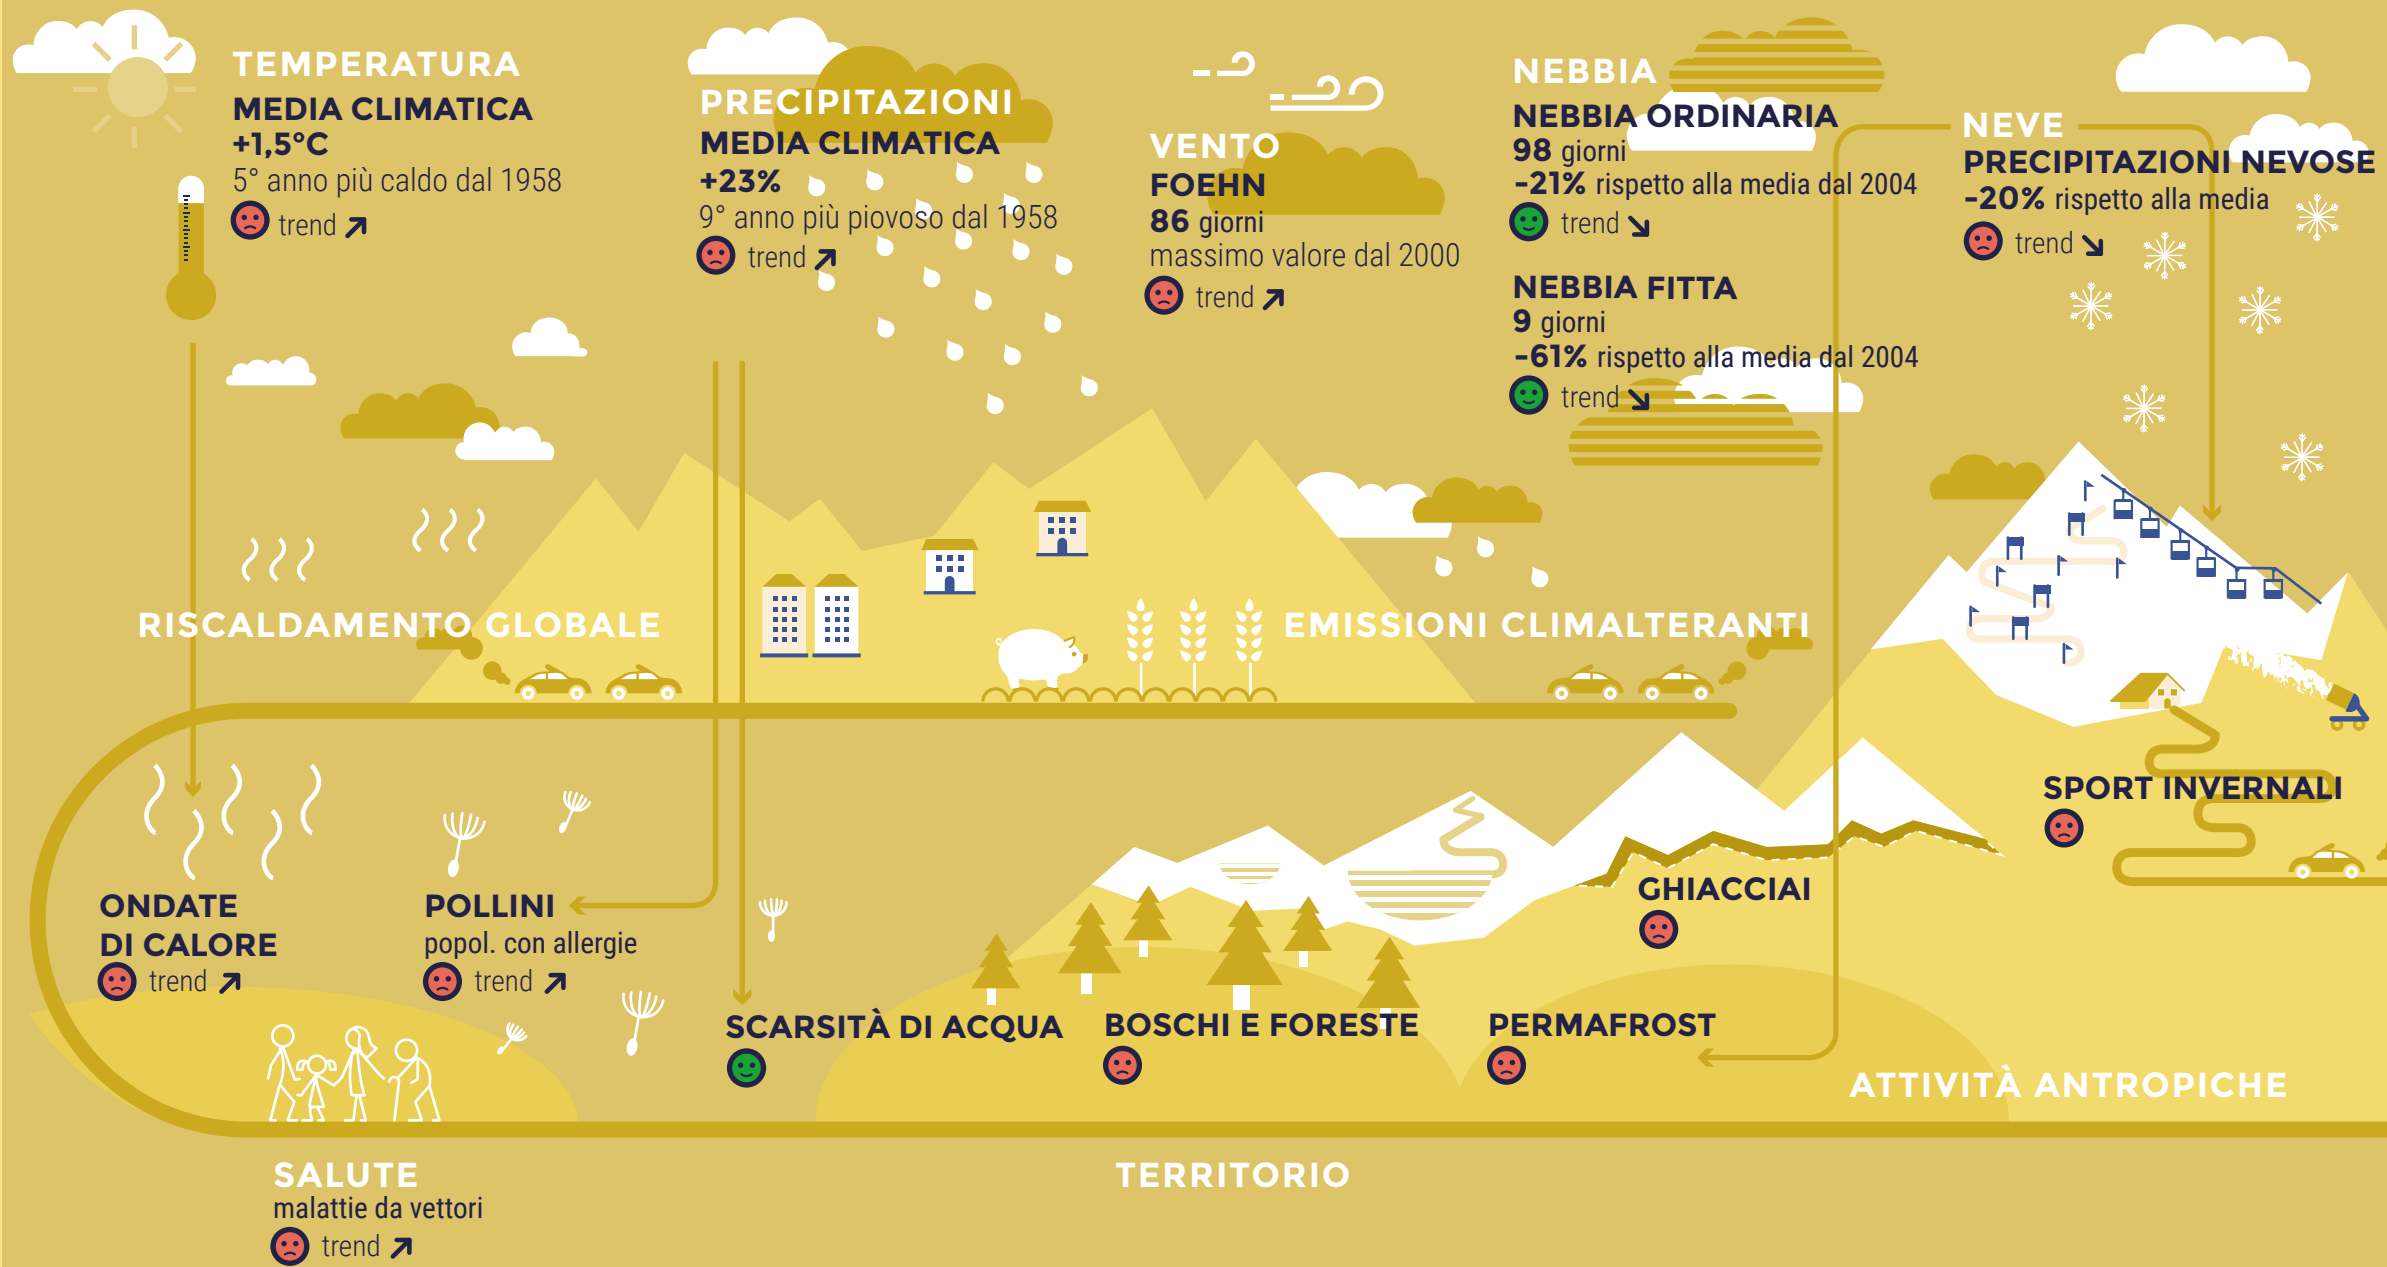 TEMPERATURA
MEDIA CLIMATICA
+1,5°C
5° anno più caldo dal 1958
trend
PRECIPITAZIONI
MEDIA CLIMATICA
+23%
9° anno più piovoso dal 1958
trend
VENTO
FOEHN
86 giorni
massimo valore dal 2000
trend
NEBBIA
NEBBIA ORDINARIA
98 giorni
-21% rispetto alla media dal 2004
trend
NEBBIA FITTA
9 giorni
-61% rispetto alla media dal 2004
trend
NEVE
PRECIPITAZIONI NEVOSE
-20% rispetto alla media
trend
RISCALDAMENTO GLOBALE
EMISSIONI CLIMALTERANTI
SPORT INVERNALI
ONDATE
DI CALORE
trend
POLLINI
popol. con allergie
trend
SCARSITÀ DI ACQUA
BOSCHI E FORESTE
GHIACCIAI
PERMAFROST
ATTIVITÀ ANTROPICHE
SALUTE
malattie da vettori
trend
TERRITORIO